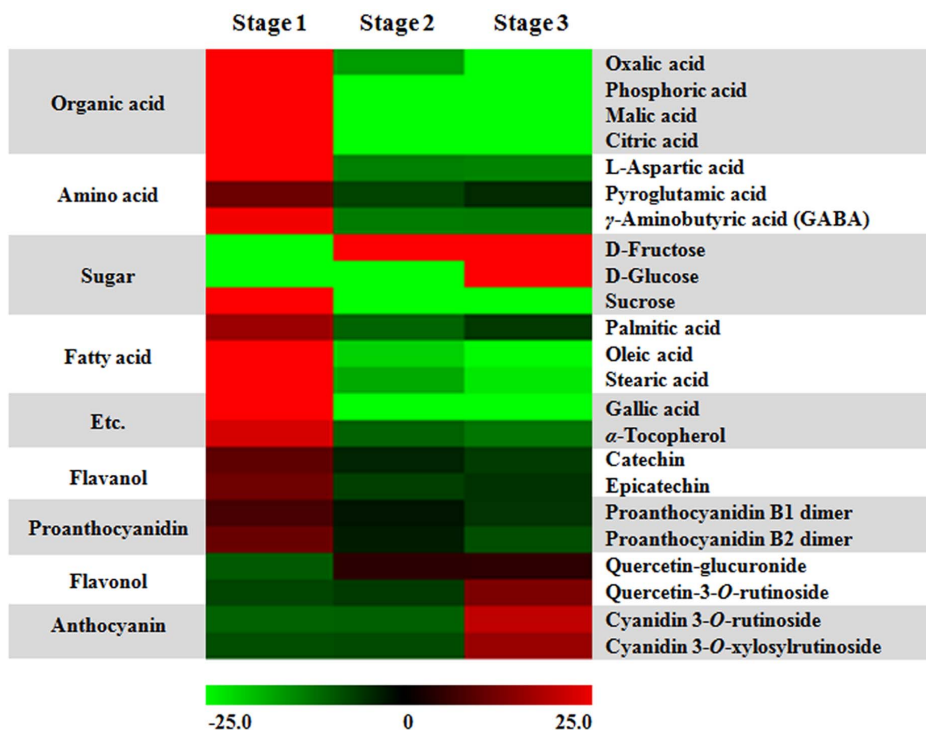 Stage 1 Stage 2 Stage 3
Organic acid
Oxalic acid
Phosphoric acid
Malic acid
Citric acid
Amino acid
L-Aspartic acid
Pyroglutamic acid
γ-Aminobutyric acid (GABA)
Sugar
D-Fructose
D-Glucose
Sucrose
Fatty acid
Palmitic acid
Oleic acid
Stearic acid
Etc.
Gallic acid
α-Tocopherol
Flavanol
Catechin
Epicatechin
Proanthocyanidin
Proanthocyanidin B1 dimer
Proanthocyanidin B2 dimer
Flavonol
Quercetin-glucuronide
Quercetin-3-O-rutinoside
Anthocyanin
Cyanidin 3-O-rutinoside
Cyanidin 3-O-xylosylrutinoside
-25.0 0 25.0